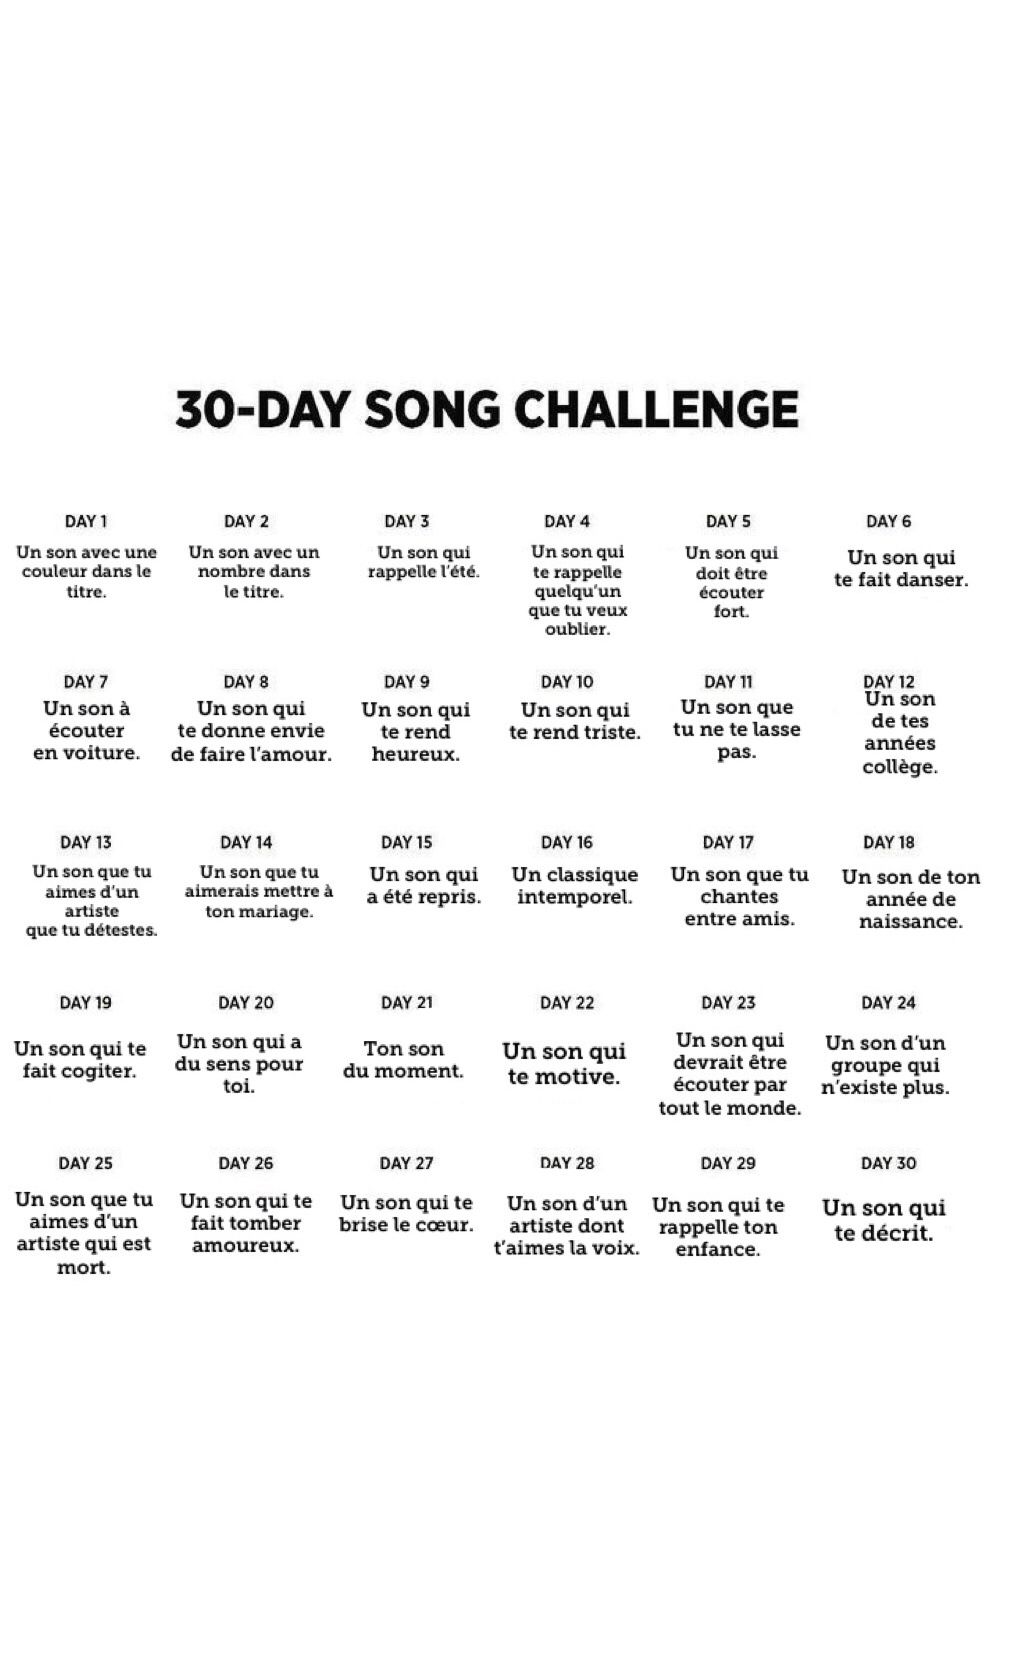 30-DAY SONG CHALLENGE
DAY 1
Un son avec une
couleur dans le
titre.
DAY 2
Un son avec un
nombre dans
le titre.
DAY 3
Un son qui
rappelle l'été.
DAY 4
Un son qui
te rappelle
quelqu'un
que tu veux
oublier.
DAY 5
Un son qui
doit être
écouter
fort.
DAY 6
Un son qui
te fait danser.
DAY 7
Un son à
écouter
en voiture.
DAY 8
Un son qui
te donne envie
de faire l'amour.
DAY 9
Un son qui
te rend
heureux.
DAY 10
Un son qui
te rend triste.
DAY 11
Un son que
tu ne te lasse
pas.
DAY 12
Un son
de tes
années
collège.
DAY 13
Un son que tu
aimes d'un
artiste
que tu détestes.
DAY 14
Un son que tu
aimerais mettre à
ton mariage.
DAY 15
Un son qui
a été repris.
DAY 16
Un classique
intemporel.
DAY 17
Un son que tu
chantes
entre amis.
DAY 18
Un son de ton
année de
naissance.
DAY 19
Un son qui te
fait cogiter.
DAY 20
Un son qui a
du sens pour
toi.
DAY 21
Ton son
du moment.
DAY 22
Un son qui
te motive.
DAY 23
Un son qui
devrait être
écouter par
tout le monde.
DAY 24
Un son d'un
groupe qui
n'existe plus.
DAY 25
Un son que tu
aimes d'un
artiste qui est
mort.
DAY 26
Un son qui te
fait tomber
amoureux.
DAY 27
Un son qui te
brise le cœur.
DAY 28
Un son d'un
artiste dont
t'aimes la voix.
DAY 29
Un son qui te
rappelle ton
enfance.
DAY 30
Un son qui
te décrit.